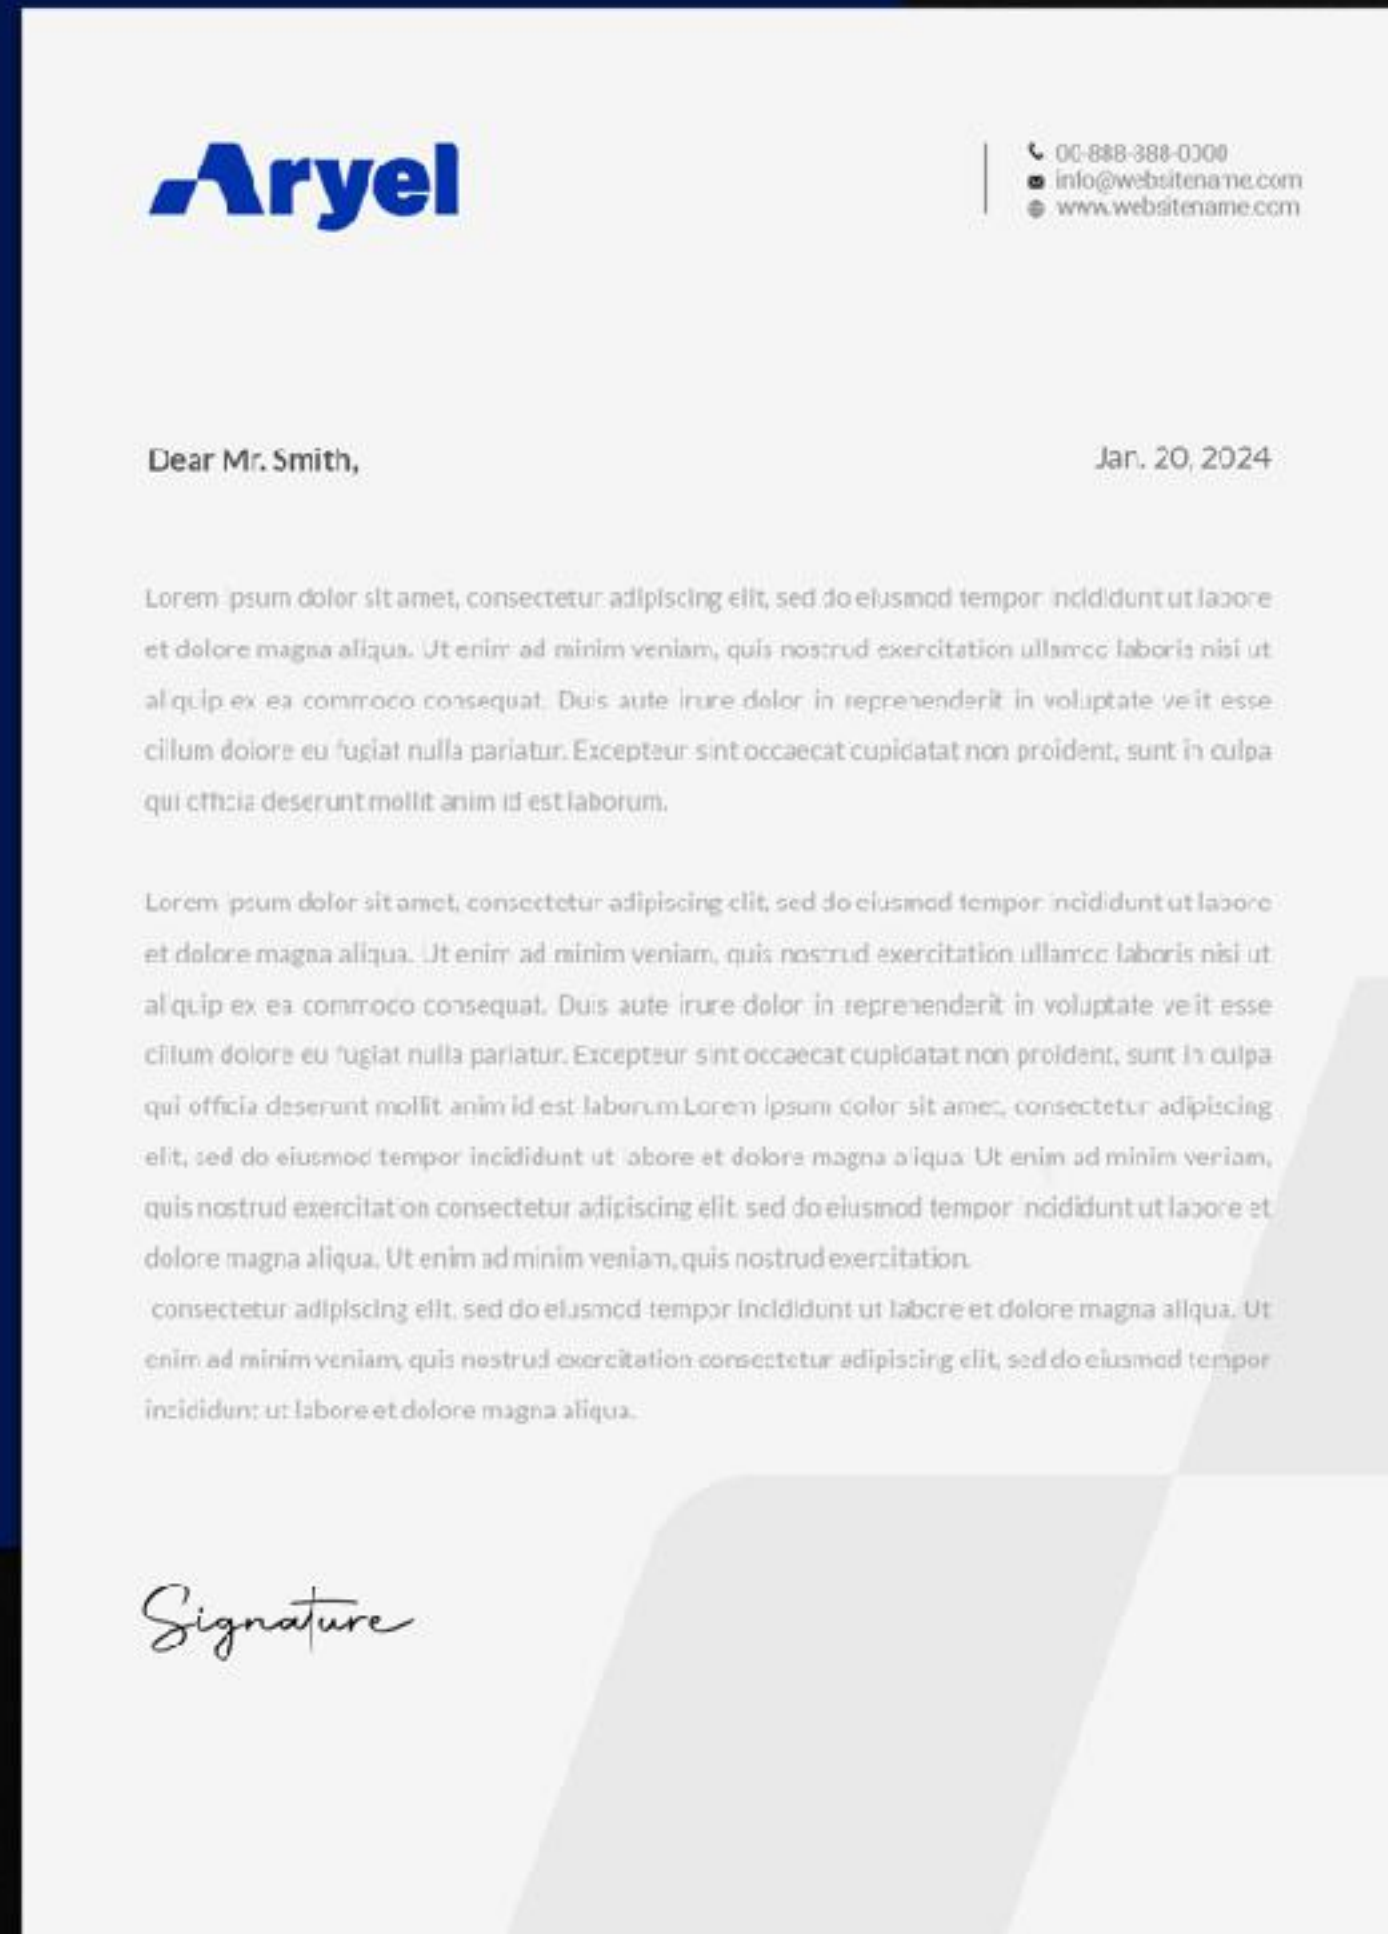 Aryel
00-888-888-0000
info@websitename.com
www.websitename.com
Dear Mr. Smith,
Jan. 20, 2024
Lorem ipsum dolor sit amet, consectetur adipiscing elit, sed do eiusmod tempor incididunt ut labore
et dolore magna aliqua. Ut enim ad minim veniam, quis nostrud exercitation ullamco laboris nisi ut
aliquip ex ea commoco consequat. Duis aute irure dolor in reprehenderit in voluptate velit esse
cillum dolore eu fugiat nulla pariatur. Excepteur sint occaecat cupidatat non proident, sunt in culpa
qui officia deserunt mollit anim id est laborum.
Lorem ipsum dolor sit amet, consectetur adipiscing elit, sed do eiusmod tempor incididunt ut labore
et dolore magna aliqua. Ut enim ad minim veniam, quis nostrud exercitation ullamco laboris nisi ut
aliquip ex ea commoco consequat. Duis aute irure dolor in reprehenderit in voluptate velit esse
cillum dolore eu fugiat nulla pariatur. Excepteur sint occaecat cupidatat non proident, sunt in culpa
qui officia deserunt mollit anim id est laborum.Lorem ipsum dolor sit amet, consectetur adipiscing
elit, sed do eiusmod tempor incididunt ut labore et dolore magna aliqua. Ut enim ad minim veniam,
quis nostrud exercitation consectetur adipiscing elit, sed do eiusmod tempor incididunt ut labore et
dolore magna aliqua. Ut enim ad minim veniam, quis nostrud exercitation.
consectetur adipiscing elit, sed do eiusmod tempor incididunt ut labore et dolore magna aliqua. Ut
enim ad minim veniam, quis nostrud exercitation consectetur adipiscing elit, sed do eiusmod tempor
incididunt ut labore et dolore magna aliqua.
Signature